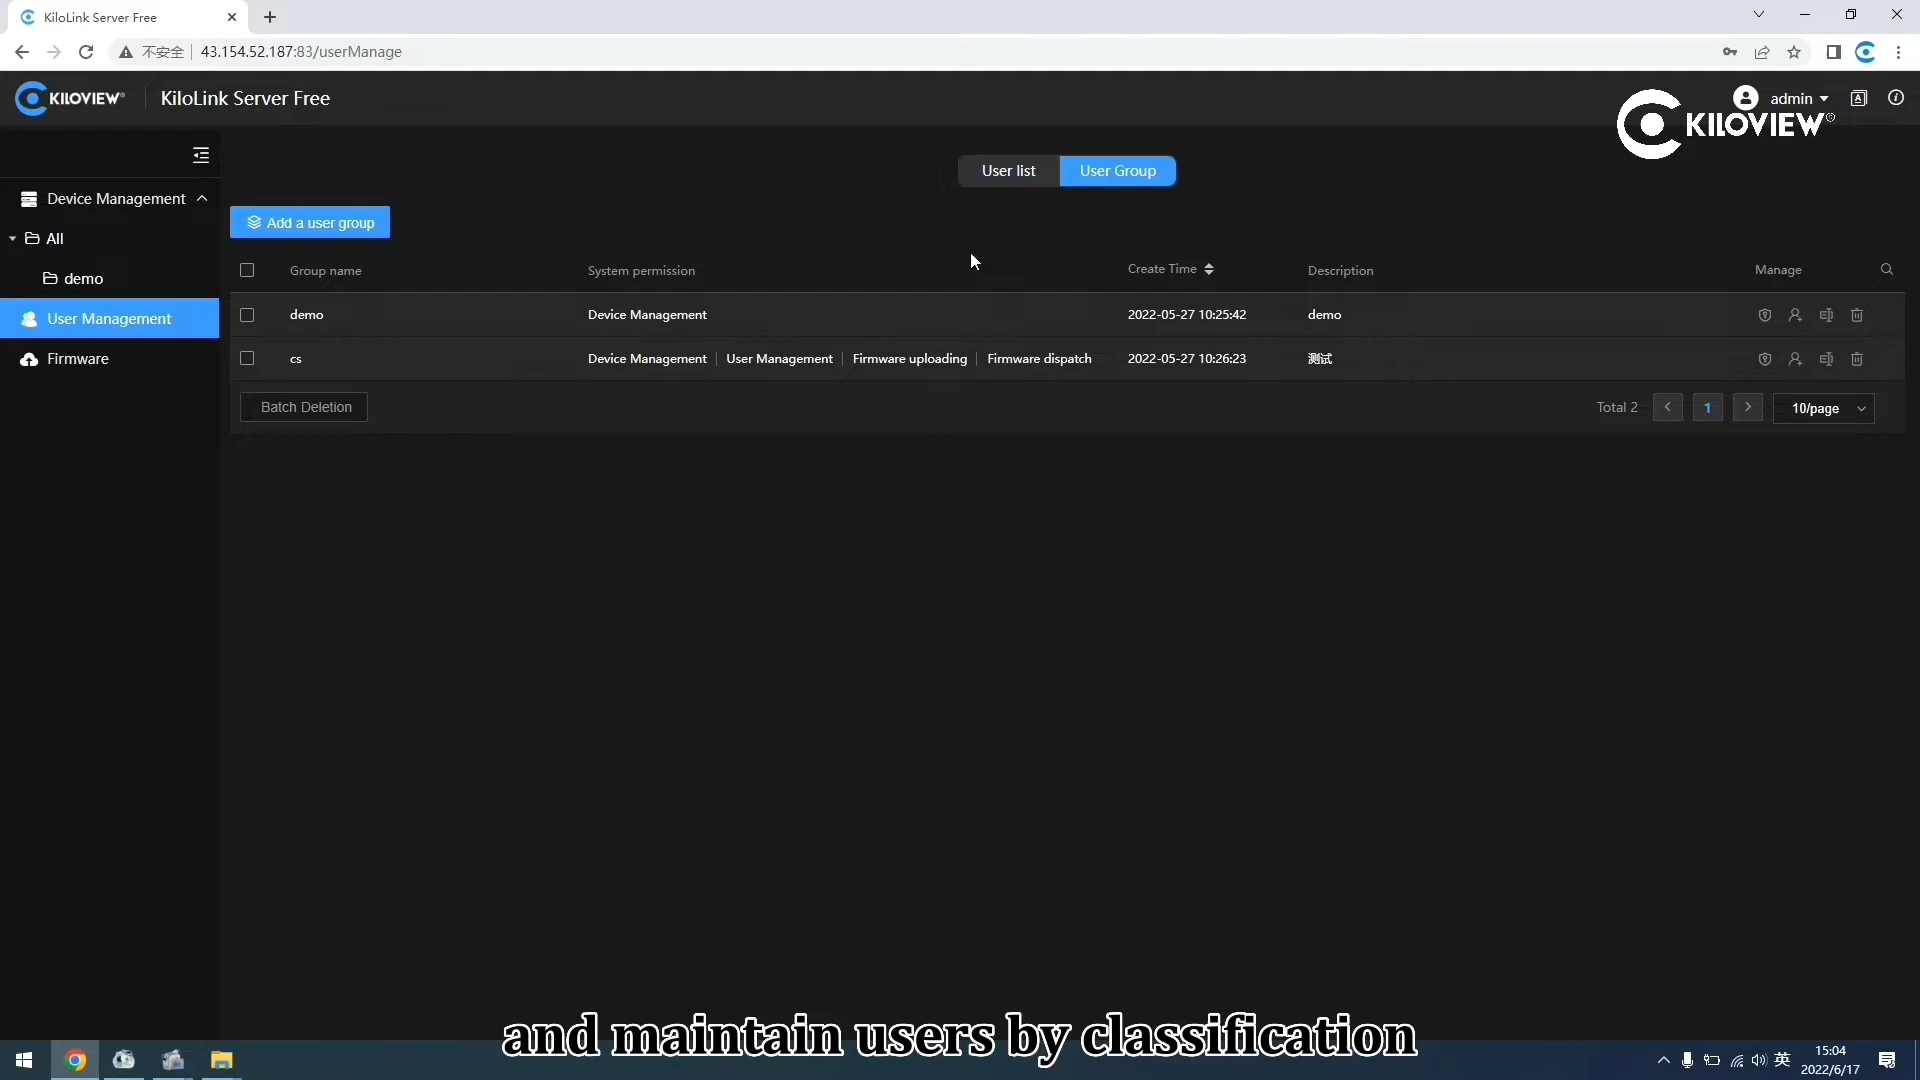 KiloLink Server Free
不安全
43.154.52.187:83/userManage
KILOVIEW®
KiloLink Server Free
admin
KILOVIEW®
User list
User Group
Device Management
Add a user group
All
Group name
System permission
Create Time
Description
Manage
demo
demo
Device Management
2022-05-27 10:25:42
demo
User Management
cs
Device Management
User Management
Firmware uploading
Firmware dispatch
2022-05-27 10:26:23
测试
Firmware
Batch Deletion
Total 2
1
10/page
and maintain users by classification
英
15:04
2022/6/17